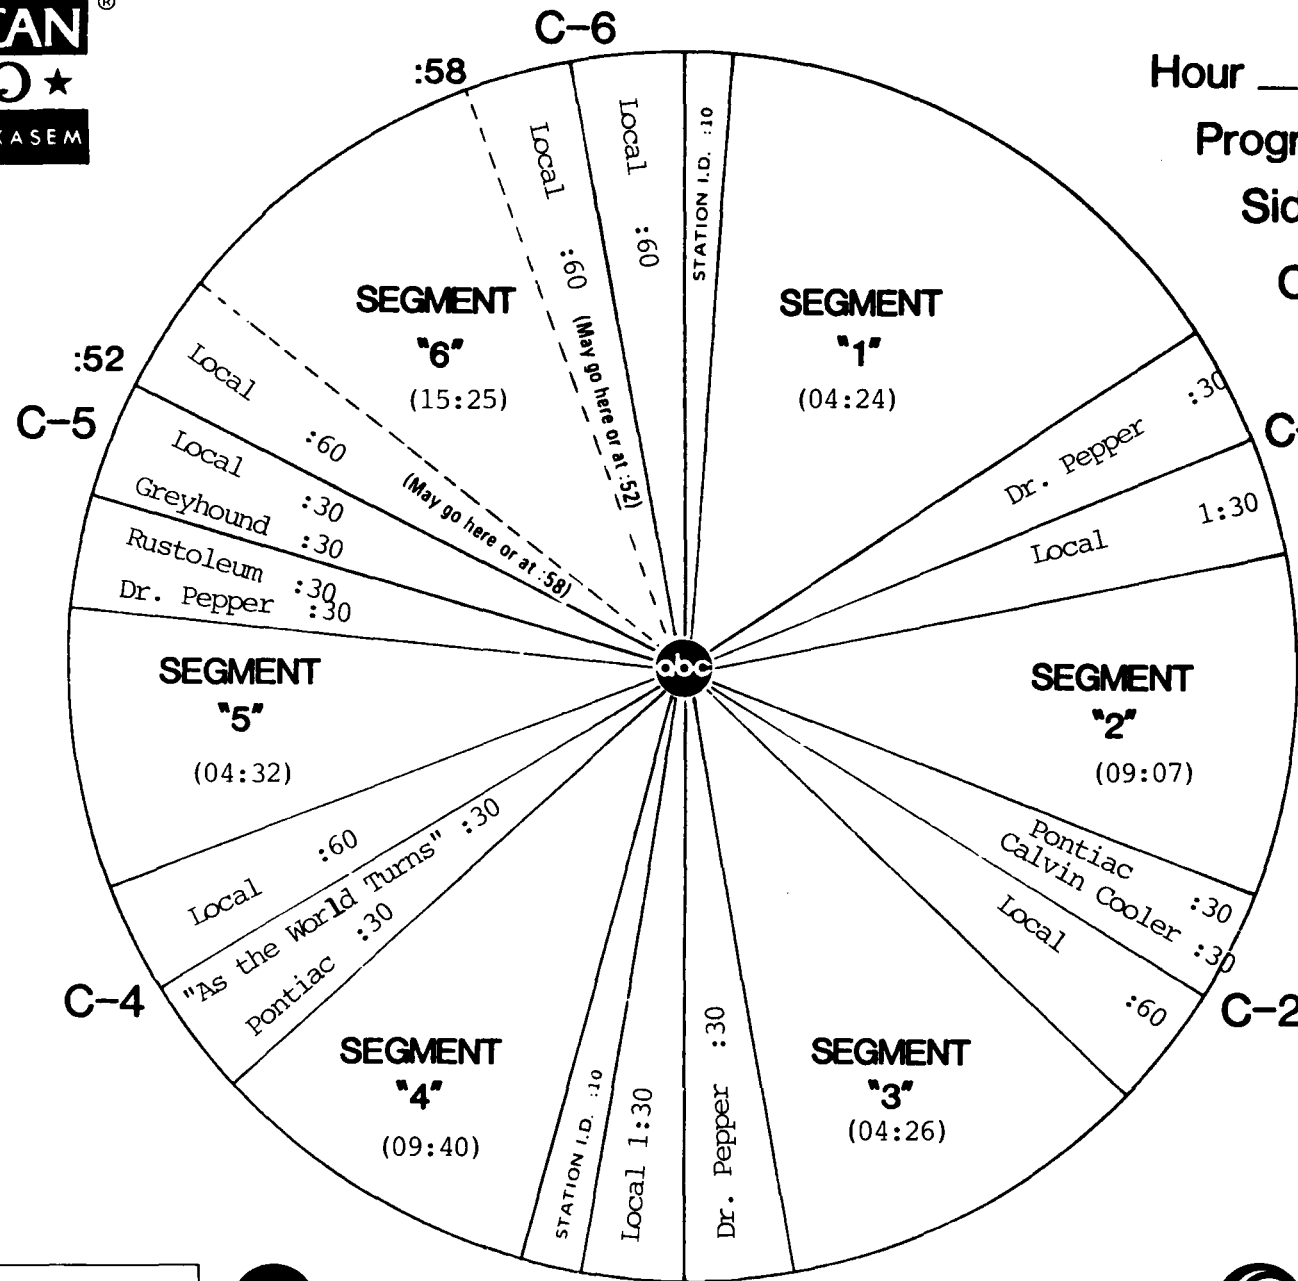 CAN
®
★
KASEM
C-6
:58
Hour
Local :60
Local :60
STATION I.D. :10
SEGMENT
"6"
(15:25)
(May go here or at :52)
SEGMENT
"1"
(04:24)
:52
C-5
Local :60
(May go here or at :58)
Local :30
Greyhound :30
Rustoleum :30
Dr. Pepper :30
Dr. Pepper :30
Local 1:30
abc
SEGMENT
"5"
(04:32)
SEGMENT
"2"
(09:07)
Local :60
"As the World Turns" :30
Pontiac :30
C-4
Pontiac :30
Calvin Cooler :30
Local :60
C-2
SEGMENT
"4"
(09:40)
STATION I.D. :10
Local 1:30
Dr. Pepper :30
SEGMENT
"3"
(04:26)